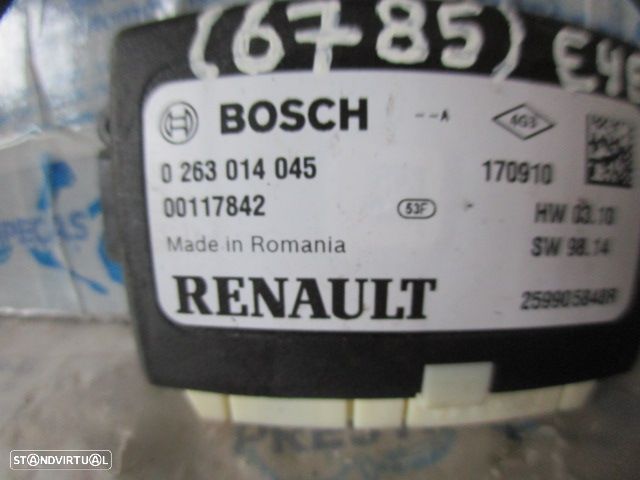 (6785)
BOSCH --A 4G3
0 263 014 045 170910
00117842 53F HW 03.10
Made in Romania SW 98.14
RENAULT 259905848R
STANDVIRTUAL